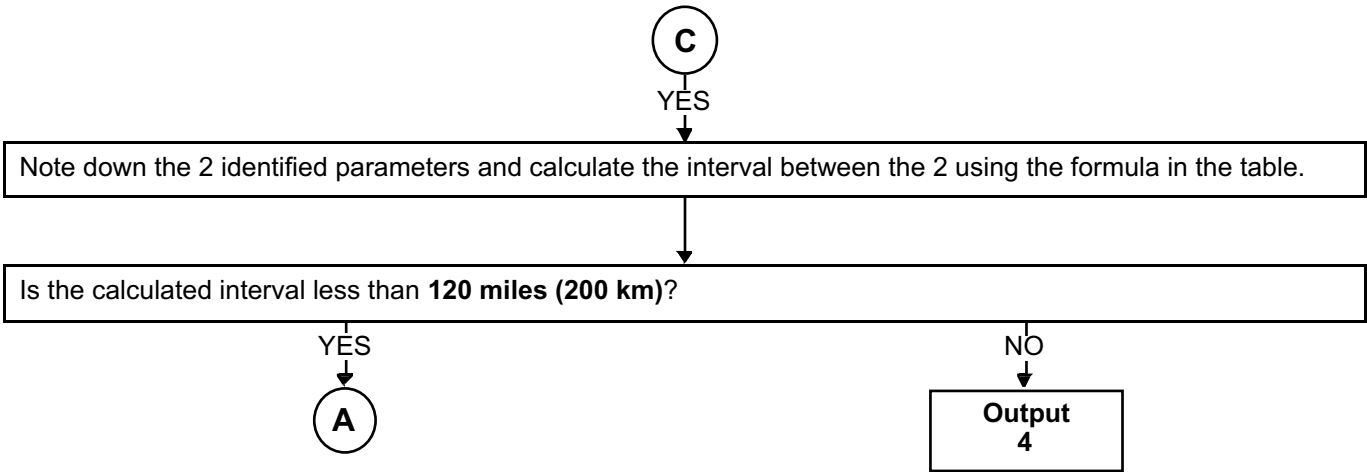 C
YES
Note down the 2 identified parameters and calculate the interval between the 2 using the formula in the table.
Is the calculated interval less than 120 miles (200 km)?
YES
NO
A
Output
4